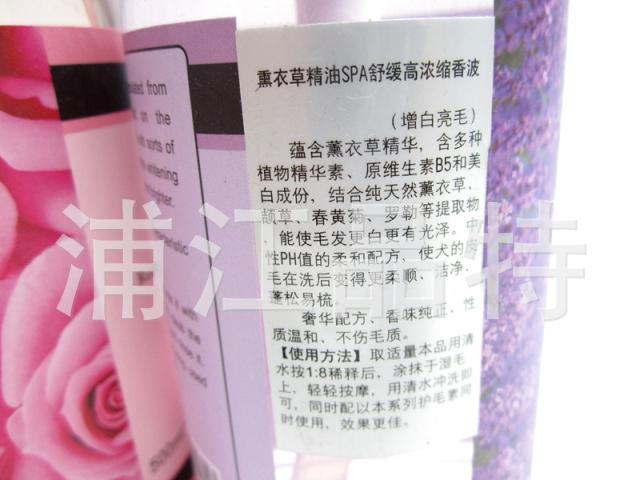 熏衣草精油SPA舒缓高浓缩香波
(增白亮毛)
蕴含薰衣草精华，含多种
植物精华素、原维生素B5和美
白成份，结合纯天然薰衣草、
颉草、春黄菊、罗勒等提取物
，能使毛发更白更有光泽。中
性PH值的柔和配方，使犬的皮
毛在洗后变得更柔顺、洁净、
蓬松易梳。
奢华配方、香味纯正、性
质温和、不伤毛质。
【使用方法】取适量本品用清
水按1:8稀释后，涂抹于湿毛
上，轻轻按摩，用清水冲洗即
可，同时配以本系列护毛素同
时使用，效果更佳。
from
on the
sorts of
浦江品特